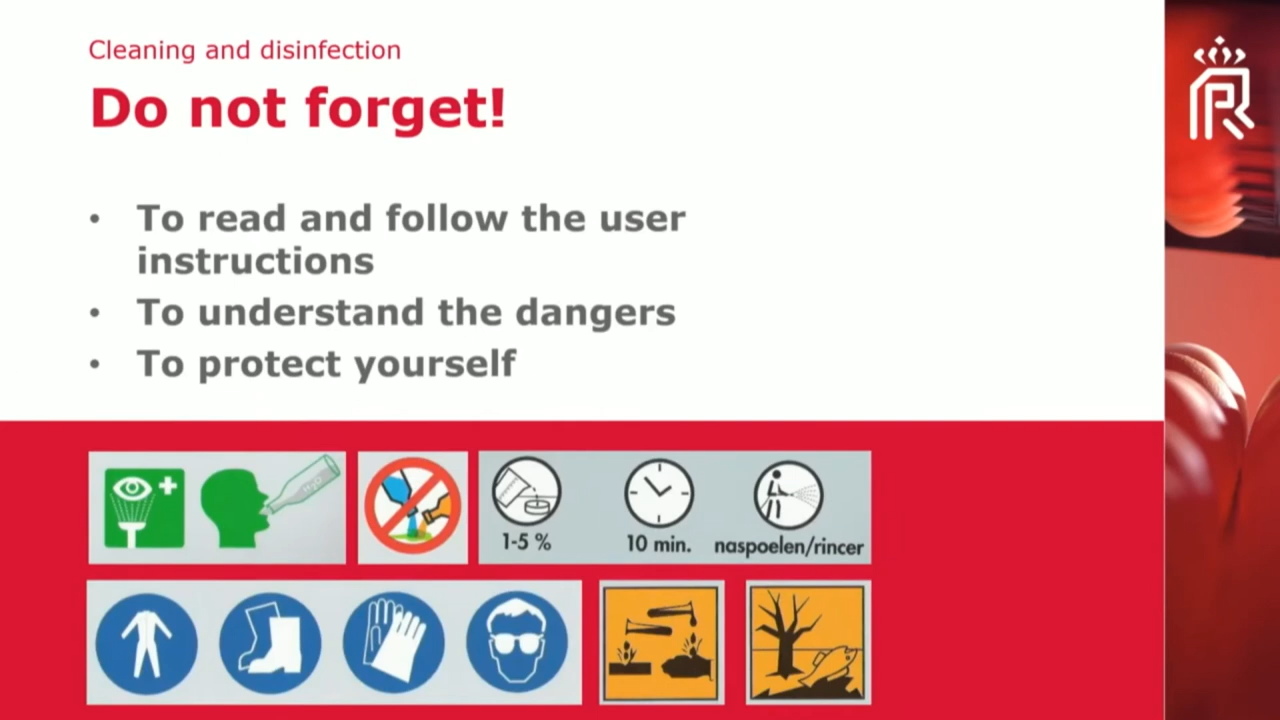 Cleaning and disinfection
Do not forget!
• To read and follow the user
instructions
• To understand the dangers
• To protect yourself
H₂O
1-5 %
10 min.
naspoelen/rincer